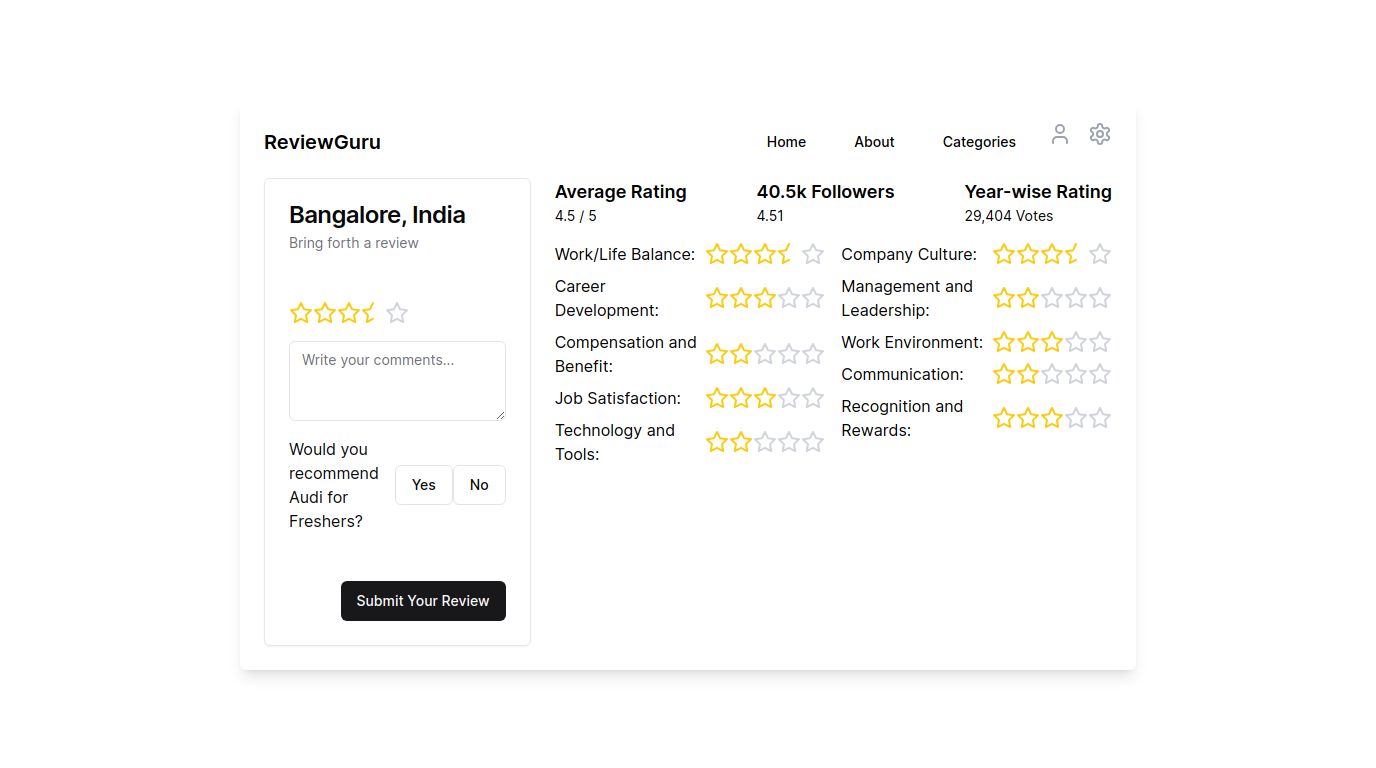 ReviewGuru
Home
About
Categories
Bangalore, India
Bring forth a review
Write your comments...
Would you
recommend
Audi for
Freshers?
Yes
No
Submit Your Review
Average Rating
4.5 / 5
40.5k Followers
4.51
Year-wise Rating
29,404 Votes
Work/Life Balance:
Career
Development:
Compensation and
Benefit:
Job Satisfaction:
Technology and
Tools:
Company Culture:
Management and
Leadership:
Work Environment:
Communication:
Recognition and
Rewards: